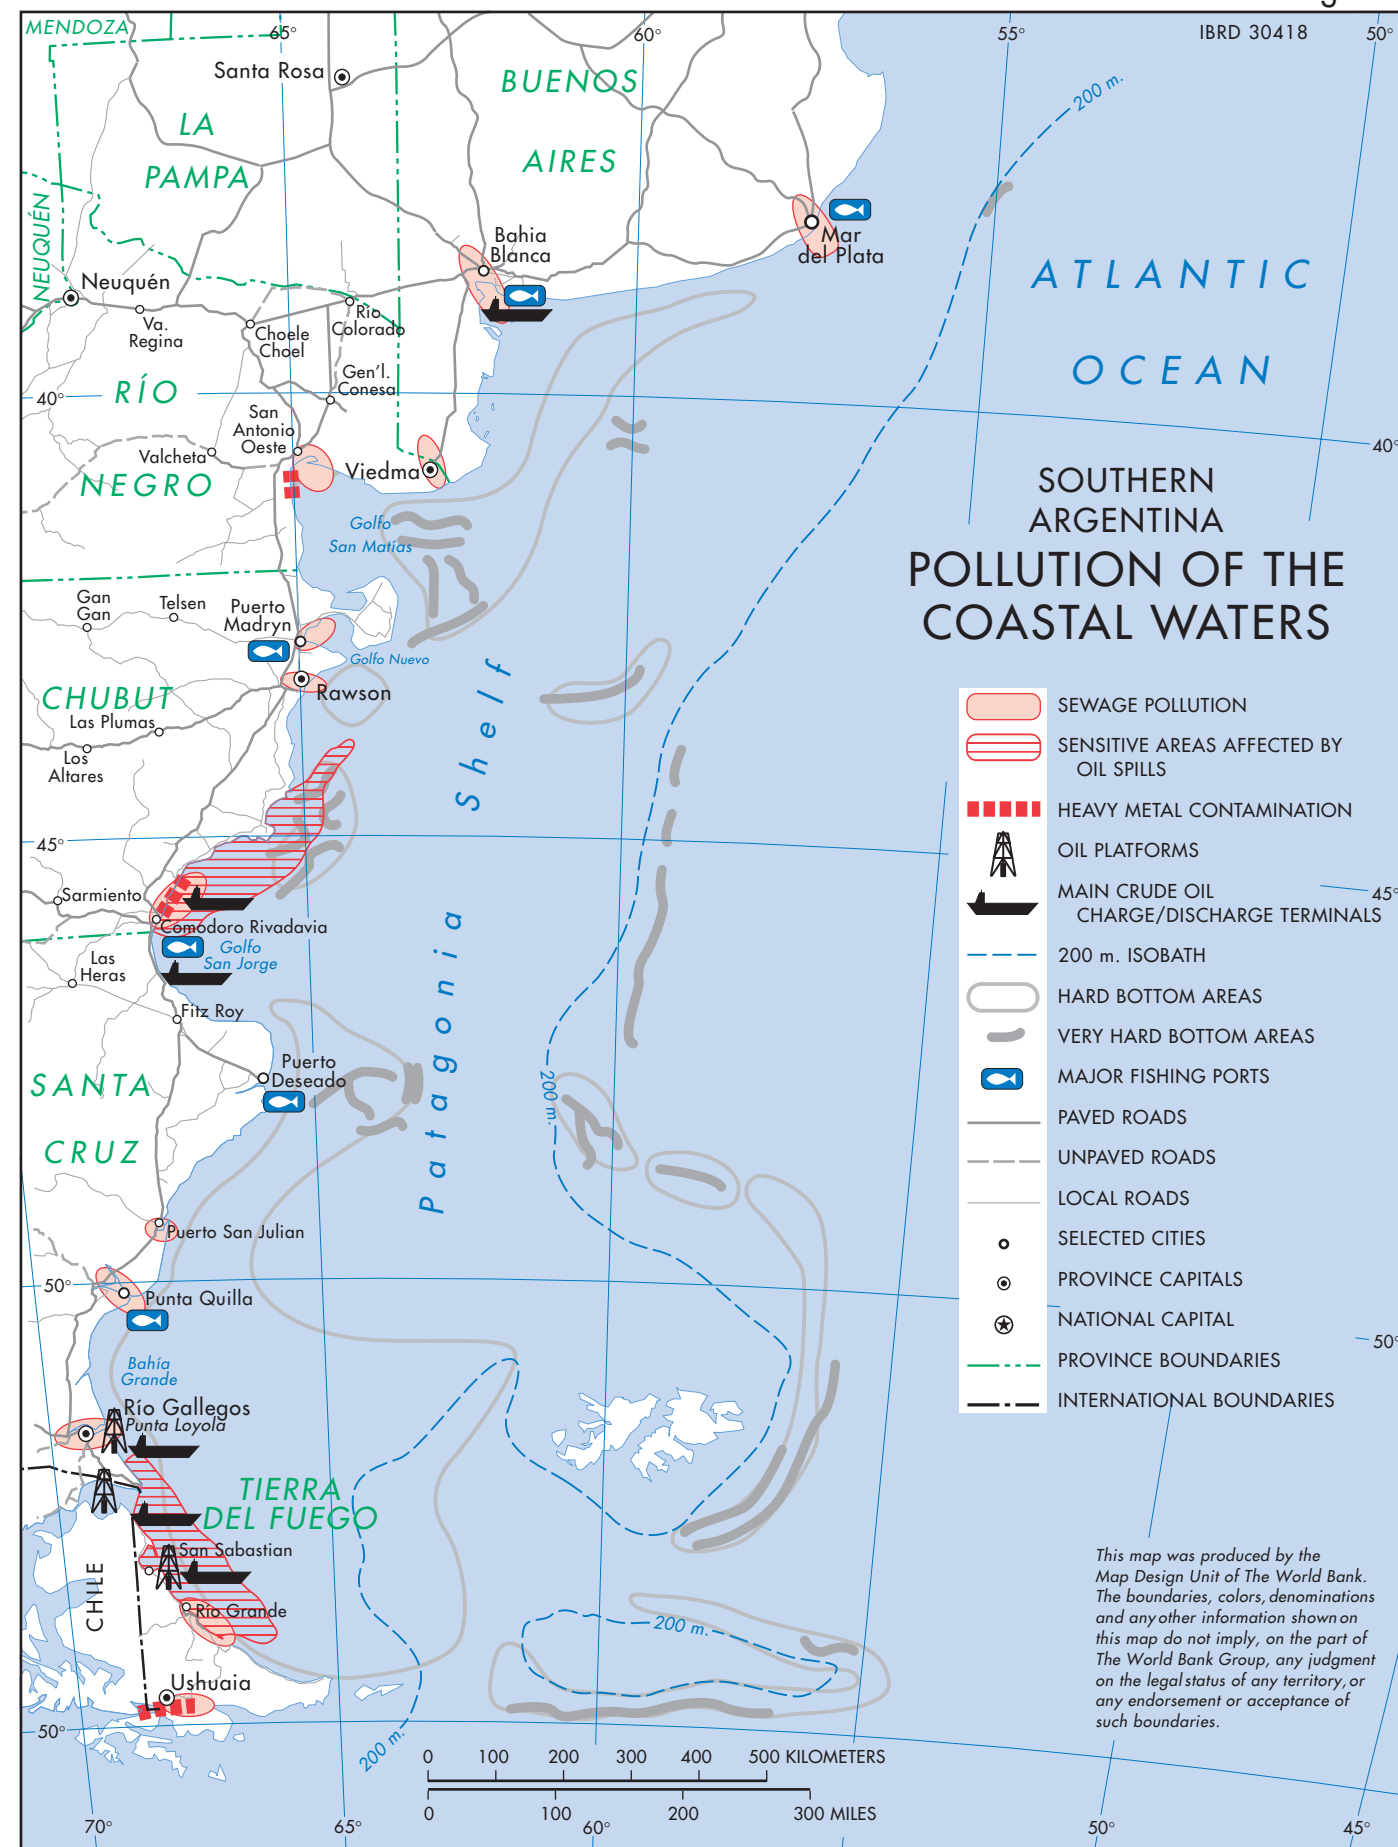 MENDOZA
65°
60°
55°
IBRD 30418
50°
Santa Rosa
BUENOS
AIRES
LA
PAMPA
200 m.
NEUQUÉN
Neuquén
Va.
Regina
Bahia
Blanca
Mar
del Plata
Río
Colorado
Choele
Choel
Gen'l.
Conesa
ATLANTIC
OCEAN
40°
RÍO
NEGRO
San
Antonio
Oeste
Valcheta
Viedma
40°
Golfo
San Matías
SOUTHERN
ARGENTINA
POLLUTION OF THE
COASTAL WATERS
Gan
Gan
Telsen
Puerto
Madryn
Golfo Nuevo
Rawson
CHUBUT
Las Plumas
Los
Altares
Patagonia Shelf
SEWAGE POLLUTION
SENSITIVE AREAS AFFECTED BY
OIL SPILLS
HEAVY METAL CONTAMINATION
OIL PLATFORMS
MAIN CRUDE OIL
CHARGE/DISCHARGE TERMINALS
200 m. ISOBATH
HARD BOTTOM AREAS
VERY HARD BOTTOM AREAS
MAJOR FISHING PORTS
PAVED ROADS
UNPAVED ROADS
LOCAL ROADS
SELECTED CITIES
PROVINCE CAPITALS
NATIONAL CAPITAL
PROVINCE BOUNDARIES
INTERNATIONAL BOUNDARIES
45°
45°
Sarmiento
Comodoro Rivadavia
Golfo
San Jorge
Las
Heras
Fitz Roy
Puerto
Deseado
SANTA
CRUZ
200 m.
Puerto San Julian
50°
Punta Quilla
50°
Bahía
Grande
Río Gallegos
Punta Loyola
TIERRA
DEL FUEGO
San Sabastian
CHILE
Río Grande
Ushuaia
200 m.
200 m.
50°
This map was produced by the
Map Design Unit of The World Bank.
The boundaries, colors, denominations
and any other information shown on
this map do not imply, on the part of
The World Bank Group, any judgment
on the legal status of any territory, or
any endorsement or acceptance of
such boundaries.
0 100 200 300 400 500 KILOMETERS
0 100 200 300 MILES
70°
65°
60°
50°
45°